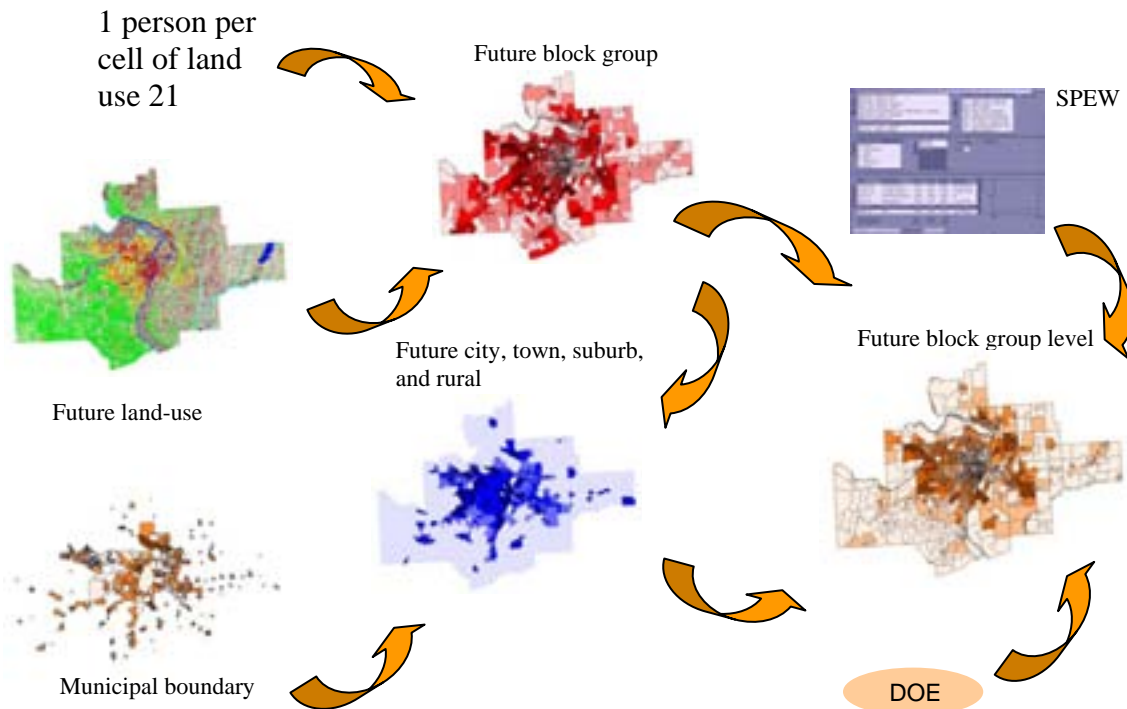 1 person per
cell of land
use 21
Future block group
SPEW
Future land-use
Future city, town, suburb,
and rural
Future block group level
Municipal boundary
DOE